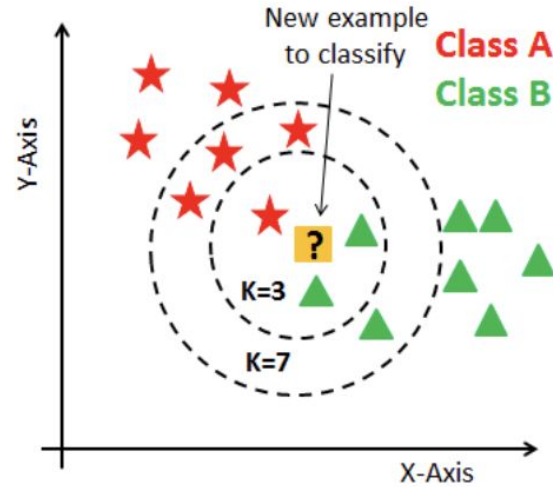 New example
to classify
Class A
Class B
Y-Axis
?
K=3
K=7
X-Axis